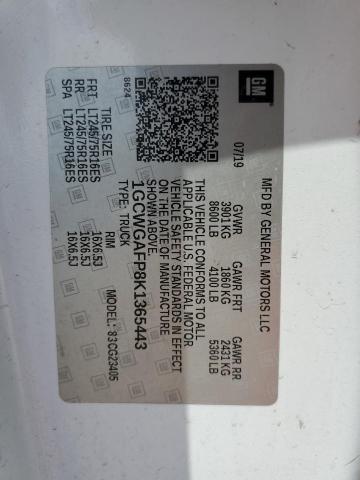 GM
MFD BY GENERAL MOTORS LLC
07/19 GVWR GAWR FRT GAWR RR
3901 KG 1860 KG 2431 KG
8600 LB 4100 LB 5360 LB
THIS VEHICLE CONFORMS TO ALL
APPLICABLE U.S. FEDERAL MOTOR
VEHICLE SAFETY STANDARDS IN EFFECT
ON THE DATE OF MANUFACTURE
SHOWN ABOVE.
1GCWGAFP8K1365443
TYPE: TRUCK MODEL: 83CG23405
8624
TIRE SIZE RIM
FRT LT245/75R16ES 16X6.5J
RR LT245/75R16ES 16X6.5J
SPA LT245/75R16ES 16X6.5J